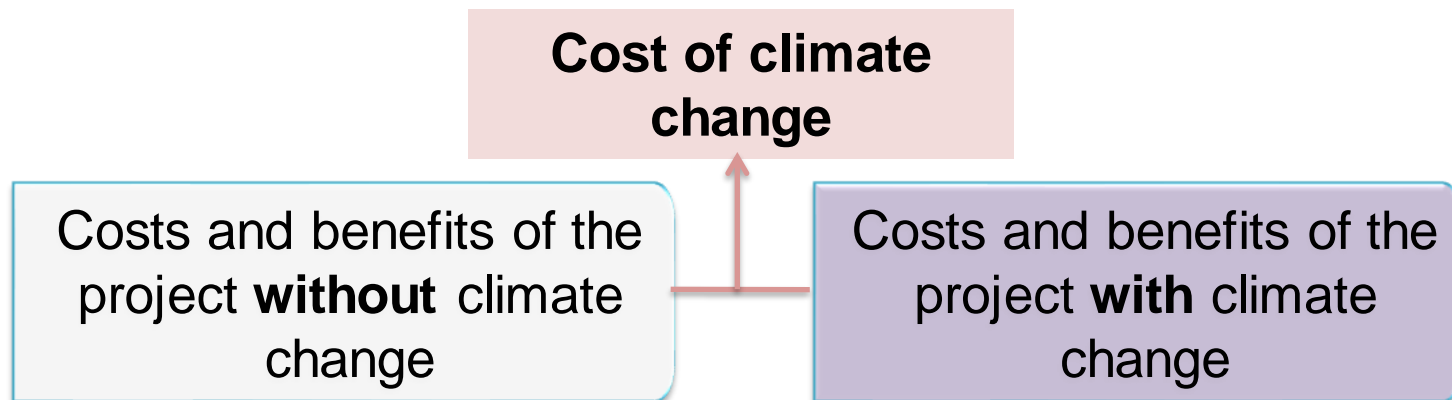 Cost of climate
change
Costs and benefits of the
project without climate
change
Costs and benefits of the
project with climate
change